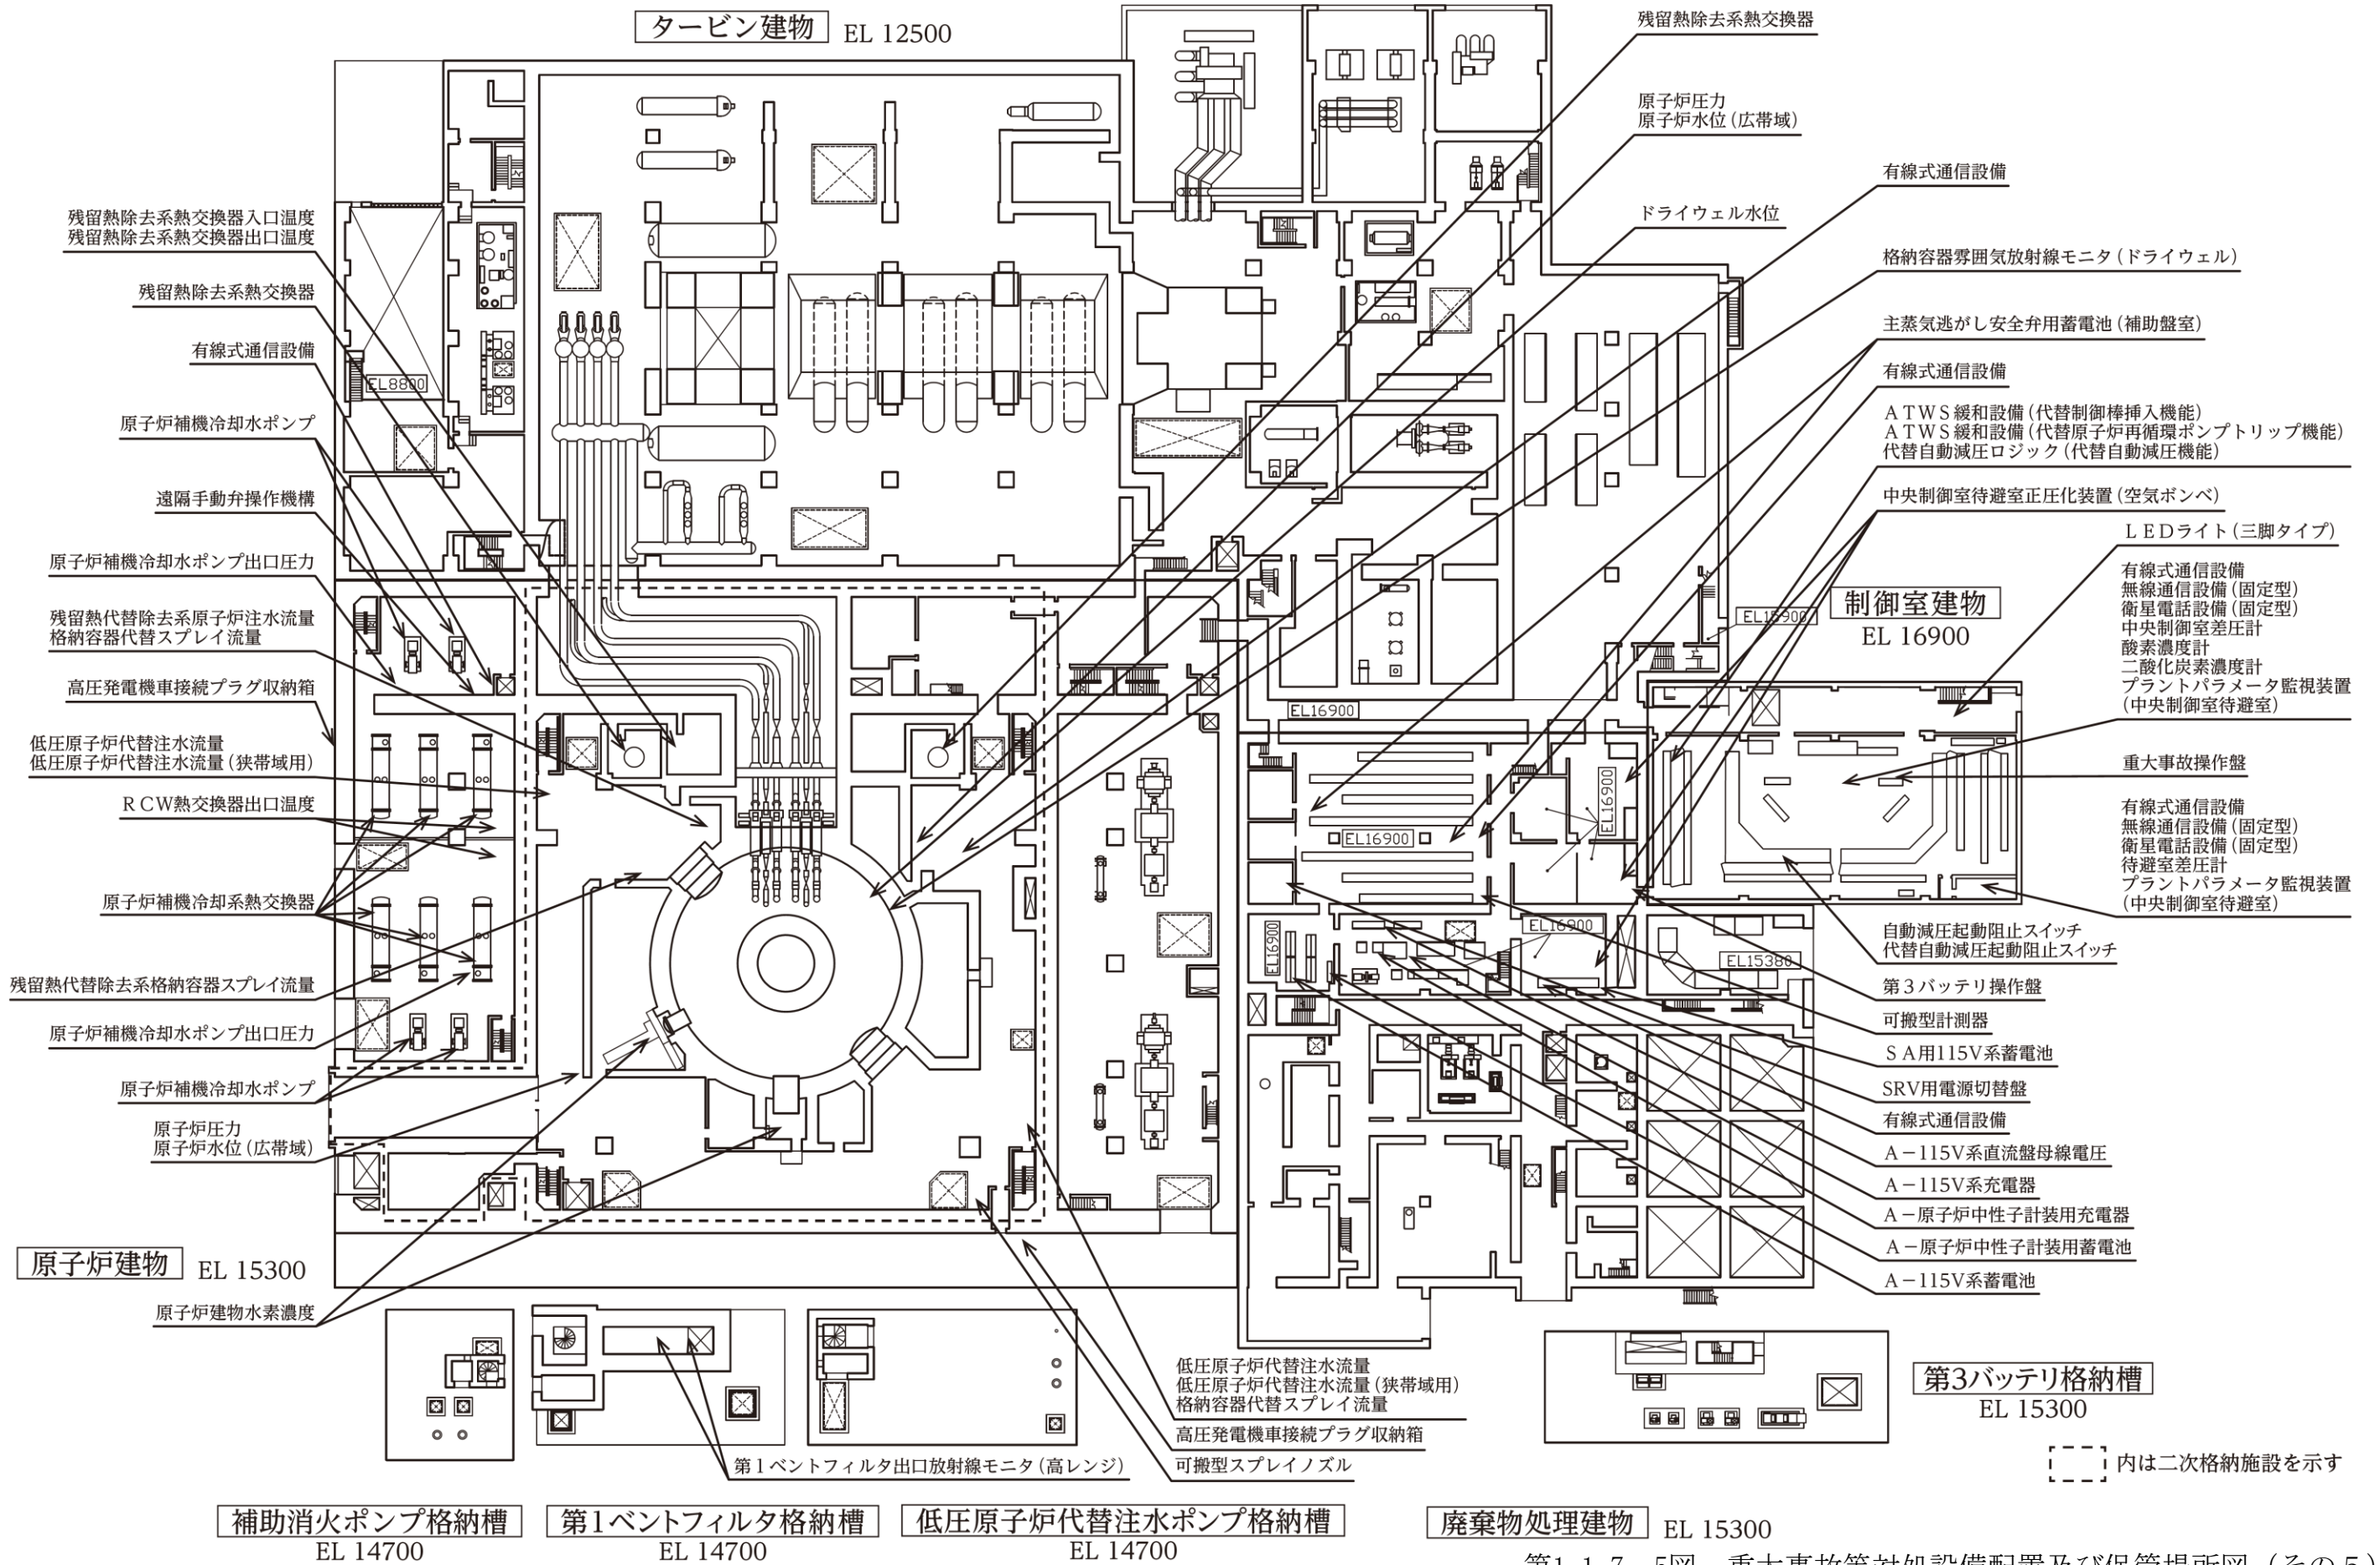 タービン建物 EL 12500
残留熱除去系熱交換器
原子炉圧力
原子炉水位（広帯域）
有線式通信設備
ドライウェル水位
格納容器雰囲気放射線モニタ（ドライウェル）
主蒸気逃がし安全弁用蓄電池（補助盤室）
有線式通信設備
ＡＴＷＳ緩和設備（代替制御棒挿入機能）
ＡＴＷＳ緩和設備（代替原子炉再循環ポンプトリップ機能）
代替自動減圧ロジック（代替自動減圧機能）
中央制御室待避室正圧化装置（空気ボンベ）
ＬＥＤライト（三脚タイプ）
有線式通信設備
無線通信設備（固定型）
衛星電話設備（固定型）
中央制御室差圧計
酸素濃度計
二酸化炭素濃度計
プラントパラメータ監視装置
（中央制御室待避室）
重大事故操作盤
有線式通信設備
無線通信設備（固定型）
衛星電話設備（固定型）
待避室差圧計
プラントパラメータ監視装置
（中央制御室待避室）
自動減圧起動阻止スイッチ
代替自動減圧起動阻止スイッチ
第３バッテリ操作盤
可搬型計測器
ＳＡ用115V系蓄電池
SRV用電源切替盤
有線式通信設備
Ａ－115V系直流盤母線電圧
Ａ－115V系充電器
Ａ－原子炉中性子計装用充電器
Ａ－原子炉中性子計装用蓄電池
Ａ－115V系蓄電池
残留熱除去系熱交換器入口温度
残留熱除去系熱交換器出口温度
残留熱除去系熱交換器
有線式通信設備
原子炉補機冷却水ポンプ
遠隔手動弁操作機構
原子炉補機冷却水ポンプ出口圧力
残留熱代替除去系原子炉注水流量
格納容器代替スプレイ流量
高圧発電機車接続プラグ収納箱
低圧原子炉代替注水流量
低圧原子炉代替注水流量（狭帯域用）
ＲＣＷ熱交換器出口温度
原子炉補機冷却系熱交換器
残留熱代替除去系格納容器スプレイ流量
原子炉補機冷却水ポンプ出口圧力
原子炉補機冷却水ポンプ
原子炉圧力
原子炉水位（広帯域）
原子炉建物 EL 15300
原子炉建物水素濃度
EL8800
EL16900
EL15900
EL16900
EL16900
EL16900
EL16900
EL15380
制御室建物
EL 16900
低圧原子炉代替注水流量
低圧原子炉代替注水流量（狭帯域用）
格納容器代替スプレイ流量
高圧発電機車接続プラグ収納箱
可搬型スプレイノズル
第１ベントフィルタ出口放射線モニタ（高レンジ）
第3バッテリ格納槽
EL 15300
内は二次格納施設を示す
補助消火ポンプ格納槽
EL 14700
第1ベントフィルタ格納槽
EL 14700
低圧原子炉代替注水ポンプ格納槽
EL 14700
廃棄物処理建物 EL 15300